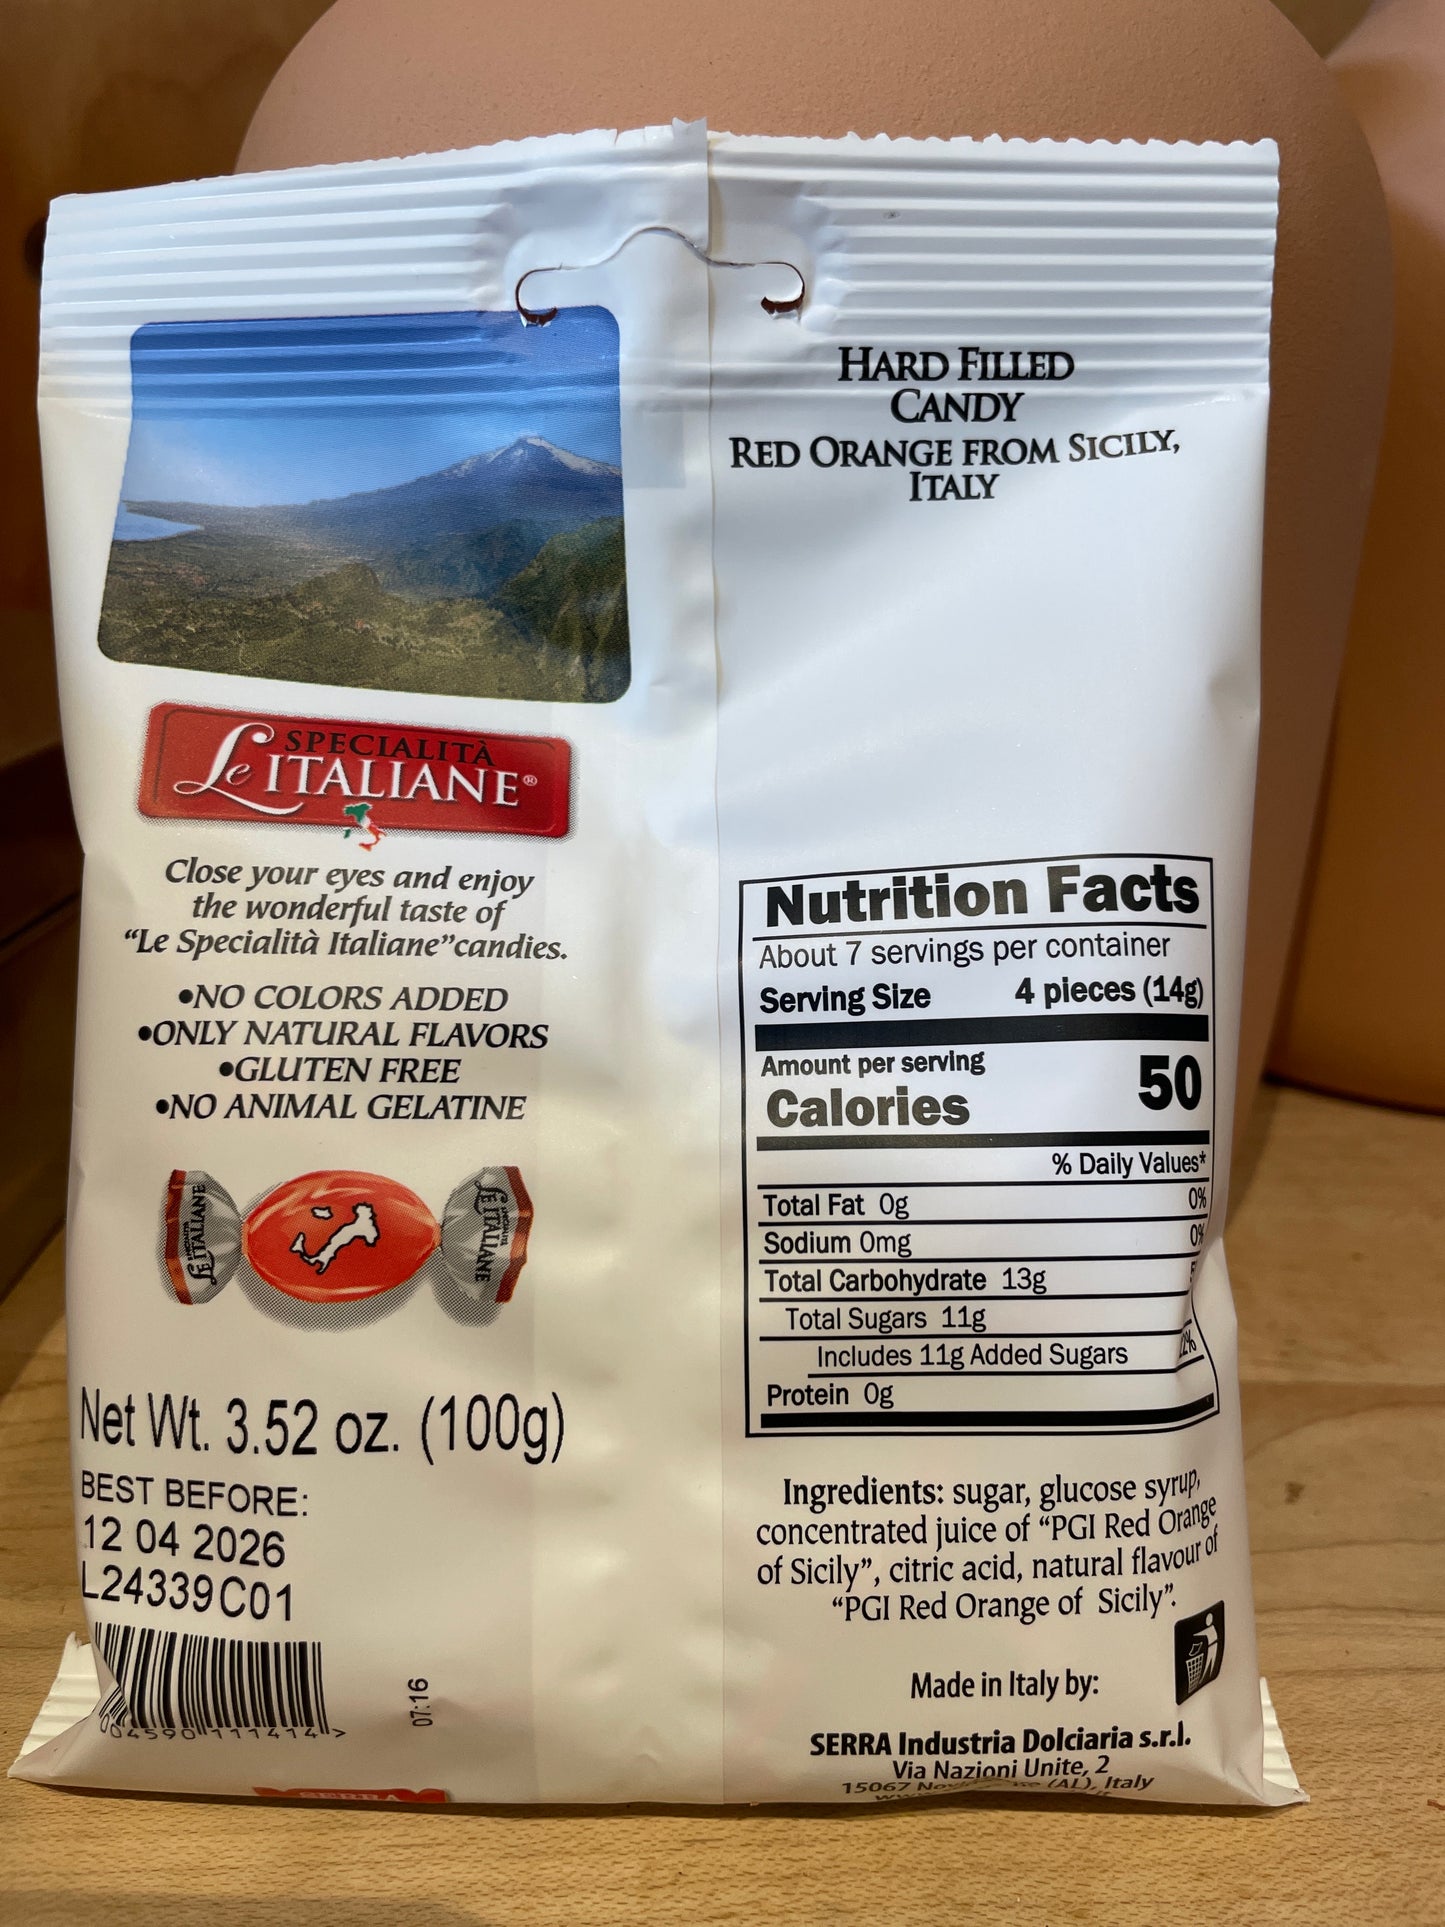 HARD FILLED
CANDY
RED ORANGE FROM SICILY,
ITALY
SPECIALITÀ
Le ITALIANE®
Close your eyes and enjoy
the wonderful taste of
“Le Specialità Italiane”candies.
•NO COLORS ADDED
•ONLY NATURAL FLAVORS
•GLUTEN FREE
•NO ANIMAL GELATINE
LE ITALIANE
LE ITALIANE
Net Wt. 3.52 oz. (100g)
BEST BEFORE:
12 04 2026
L24339C01
07:16
Nutrition Facts
About 7 servings per container
Serving Size 4 pieces (14g)
Amount per serving
Calories 50
% Daily Values*
Total Fat 0g 0%
Sodium 0mg 0%
Total Carbohydrate 13g
Total Sugars 11g
Includes 11g Added Sugars
Protein 0g
Ingredients: sugar, glucose syrup,
concentrated juice of “PGI Red Orange
of Sicily”, citric acid, natural flavour of
“PGI Red Orange of Sicily”.
Made in Italy by:
SERRA Industria Dolciaria s.r.l.
Via Nazioni Unite, 2
15067 (AL), Italy